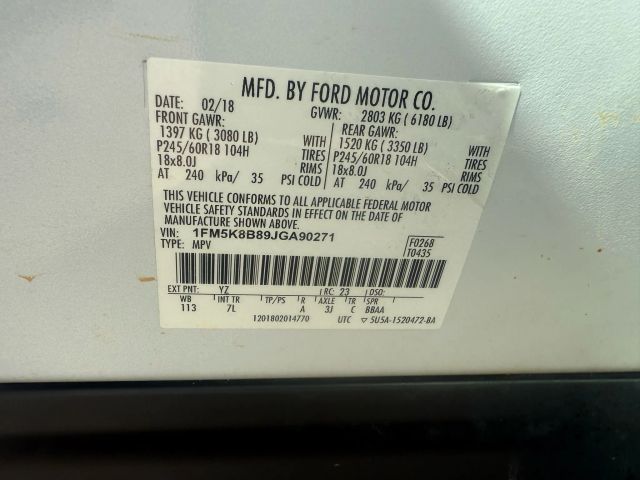 MFD. BY FORD MOTOR CO.
DATE: 02/18 GVWR: 2803 KG ( 6180 LB)
FRONT GAWR: REAR GAWR:
1397 KG ( 3080 LB) WITH 1520 KG ( 3350 LB) WITH
P245/60R18 104H TIRES P245/60R18 104H TIRES
18x8.0J RIMS 18x8.0J RIMS
AT 240 kPa/ 35 PSI COLD AT 240 kPa/ 35 PSI COLD
THIS VEHICLE CONFORMS TO ALL APPLICABLE FEDERAL MOTOR
VEHICLE SAFETY STANDARDS IN EFFECT ON THE DATE OF
MANUFACTURE SHOWN ABOVE.
VIN: 1FM5K8B89JGA90271
TYPE: MPV
F0268
T0435
EXT PNT: YZ RC: 23 DSO:
WB INT TR TP/PS R AXLE TR SPR
113 7L A 3J C BBAA
1201802014770 UTC ▽ 5U5A-1520472-BA